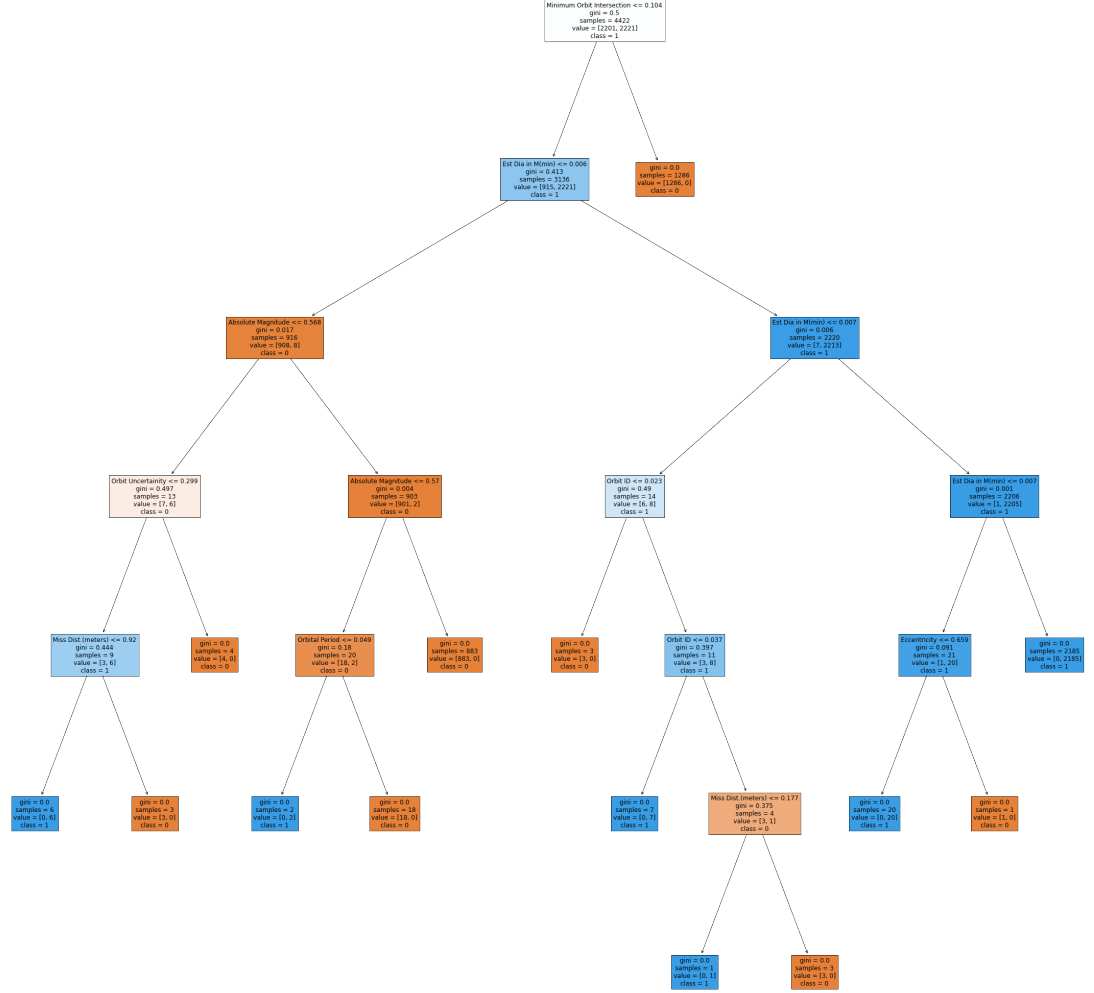 Minimum Orbit Intersection <= 0.104
gini = 0.5
samples = 4422
value = [2201, 2221]
class = 1
Est Dia in M(min) <= 0.006
gini = 0.413
samples = 3136
value = [915, 2221]
class = 1
gini = 0.0
samples = 1286
value = [1286, 0]
class = 0
Absolute Magnitude <= 0.568
gini = 0.017
samples = 916
value = [908, 8]
class = 0
Est Dia in M(min) <= 0.007
gini = 0.006
samples = 2220
value = [7, 2213]
class = 1
Orbit Uncertainity <= 0.299
gini = 0.497
samples = 13
value = [7, 6]
class = 0
Absolute Magnitude <= 0.57
gini = 0.004
samples = 903
value = [901, 2]
class = 0
Orbit ID <= 0.023
gini = 0.49
samples = 14
value = [6, 8]
class = 1
Est Dia in M(min) <= 0.007
gini = 0.001
samples = 2206
value = [1, 2205]
class = 1
Miss Dist.(meters) <= 0.92
gini = 0.444
samples = 9
value = [3, 6]
class = 1
gini = 0.0
samples = 4
value = [4, 0]
class = 0
Orbital Period <= 0.049
gini = 0.18
samples = 20
value = [18, 2]
class = 0
gini = 0.0
samples = 883
value = [883, 0]
class = 0
gini = 0.0
samples = 3
value = [3, 0]
class = 0
Orbit ID <= 0.037
gini = 0.397
samples = 11
value = [3, 8]
class = 1
Eccentricity <= 0.659
gini = 0.091
samples = 21
value = [1, 20]
class = 1
gini = 0.0
samples = 2185
value = [0, 2185]
class = 1
gini = 0.0
samples = 6
value = [0, 6]
class = 1
gini = 0.0
samples = 3
value = [3, 0]
class = 0
gini = 0.0
samples = 2
value = [0, 2]
class = 1
gini = 0.0
samples = 18
value = [18, 0]
class = 0
gini = 0.0
samples = 7
value = [0, 7]
class = 1
Miss Dist.(meters) <= 0.177
gini = 0.375
samples = 4
value = [3, 1]
class = 0
gini = 0.0
samples = 20
value = [0, 20]
class = 1
gini = 0.0
samples = 1
value = [1, 0]
class = 0
gini = 0.0
samples = 1
value = [0, 1]
class = 1
gini = 0.0
samples = 3
value = [3, 0]
class = 0